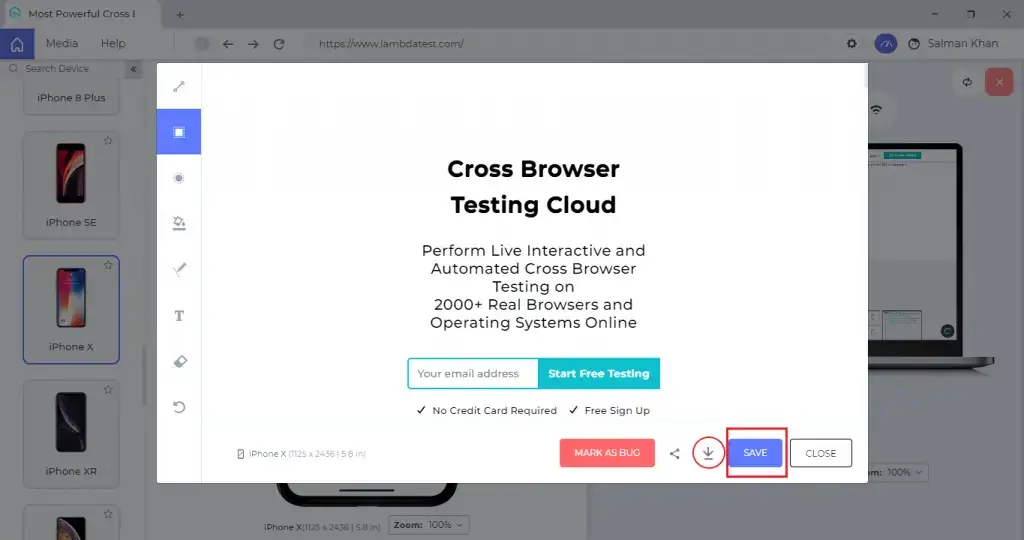 Most Powerful Cross E
Media
Help
https://www.lambdatest.com/
Salman Khan
Search Device
iPhone 8 Plus
iPhone SE
iPhone X
iPhone XR
T
Cross Browser
Testing Cloud
Perform Live Interactive and
Automated Cross Browser
Testing on
2000+ Real Browsers and
Operating Systems Online
Your email address
Start Free Testing
No Credit Card Required
Free Sign Up
iPhone X (1125 x 2436 | 5.8 in)
MARK AS BUG
SAVE
CLOSE
om: 100%
iPhone X(1125 x 2436 | 5.8 in)
Zoom: 100%